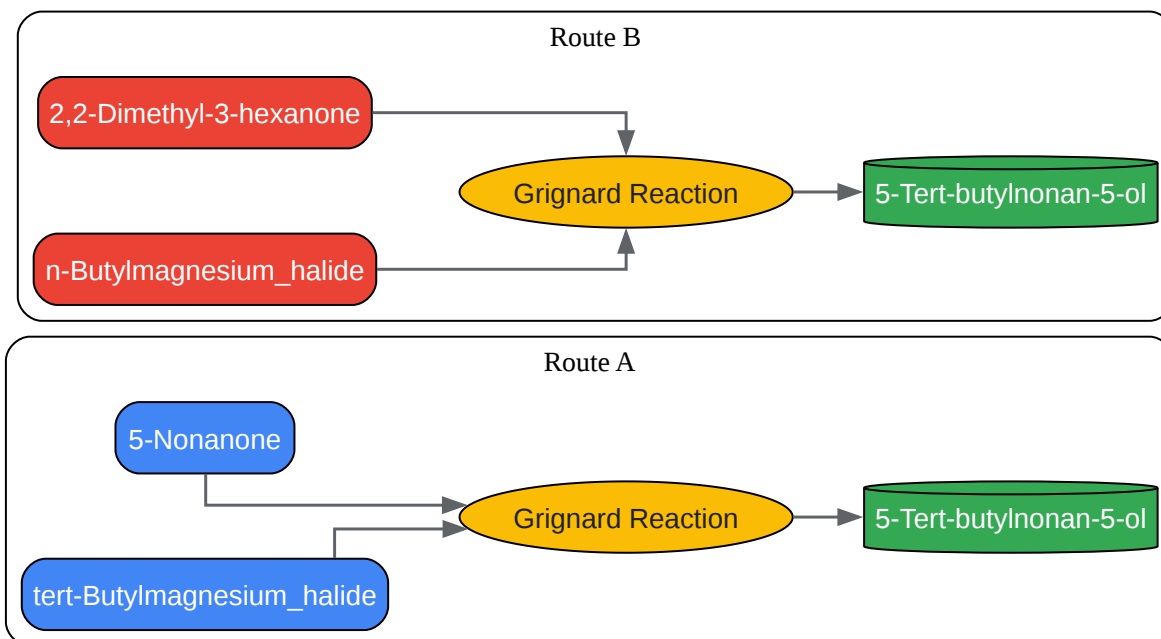 Route B
2,2-Dimethyl-3-hexanone
Grignard Reaction
5-Tert-butylnonan-5-ol
n-Butylmagnesium_halide
Route A
5-Nonanone
Grignard Reaction
5-Tert-butylnonan-5-ol
tert-Butylmagnesium_halide